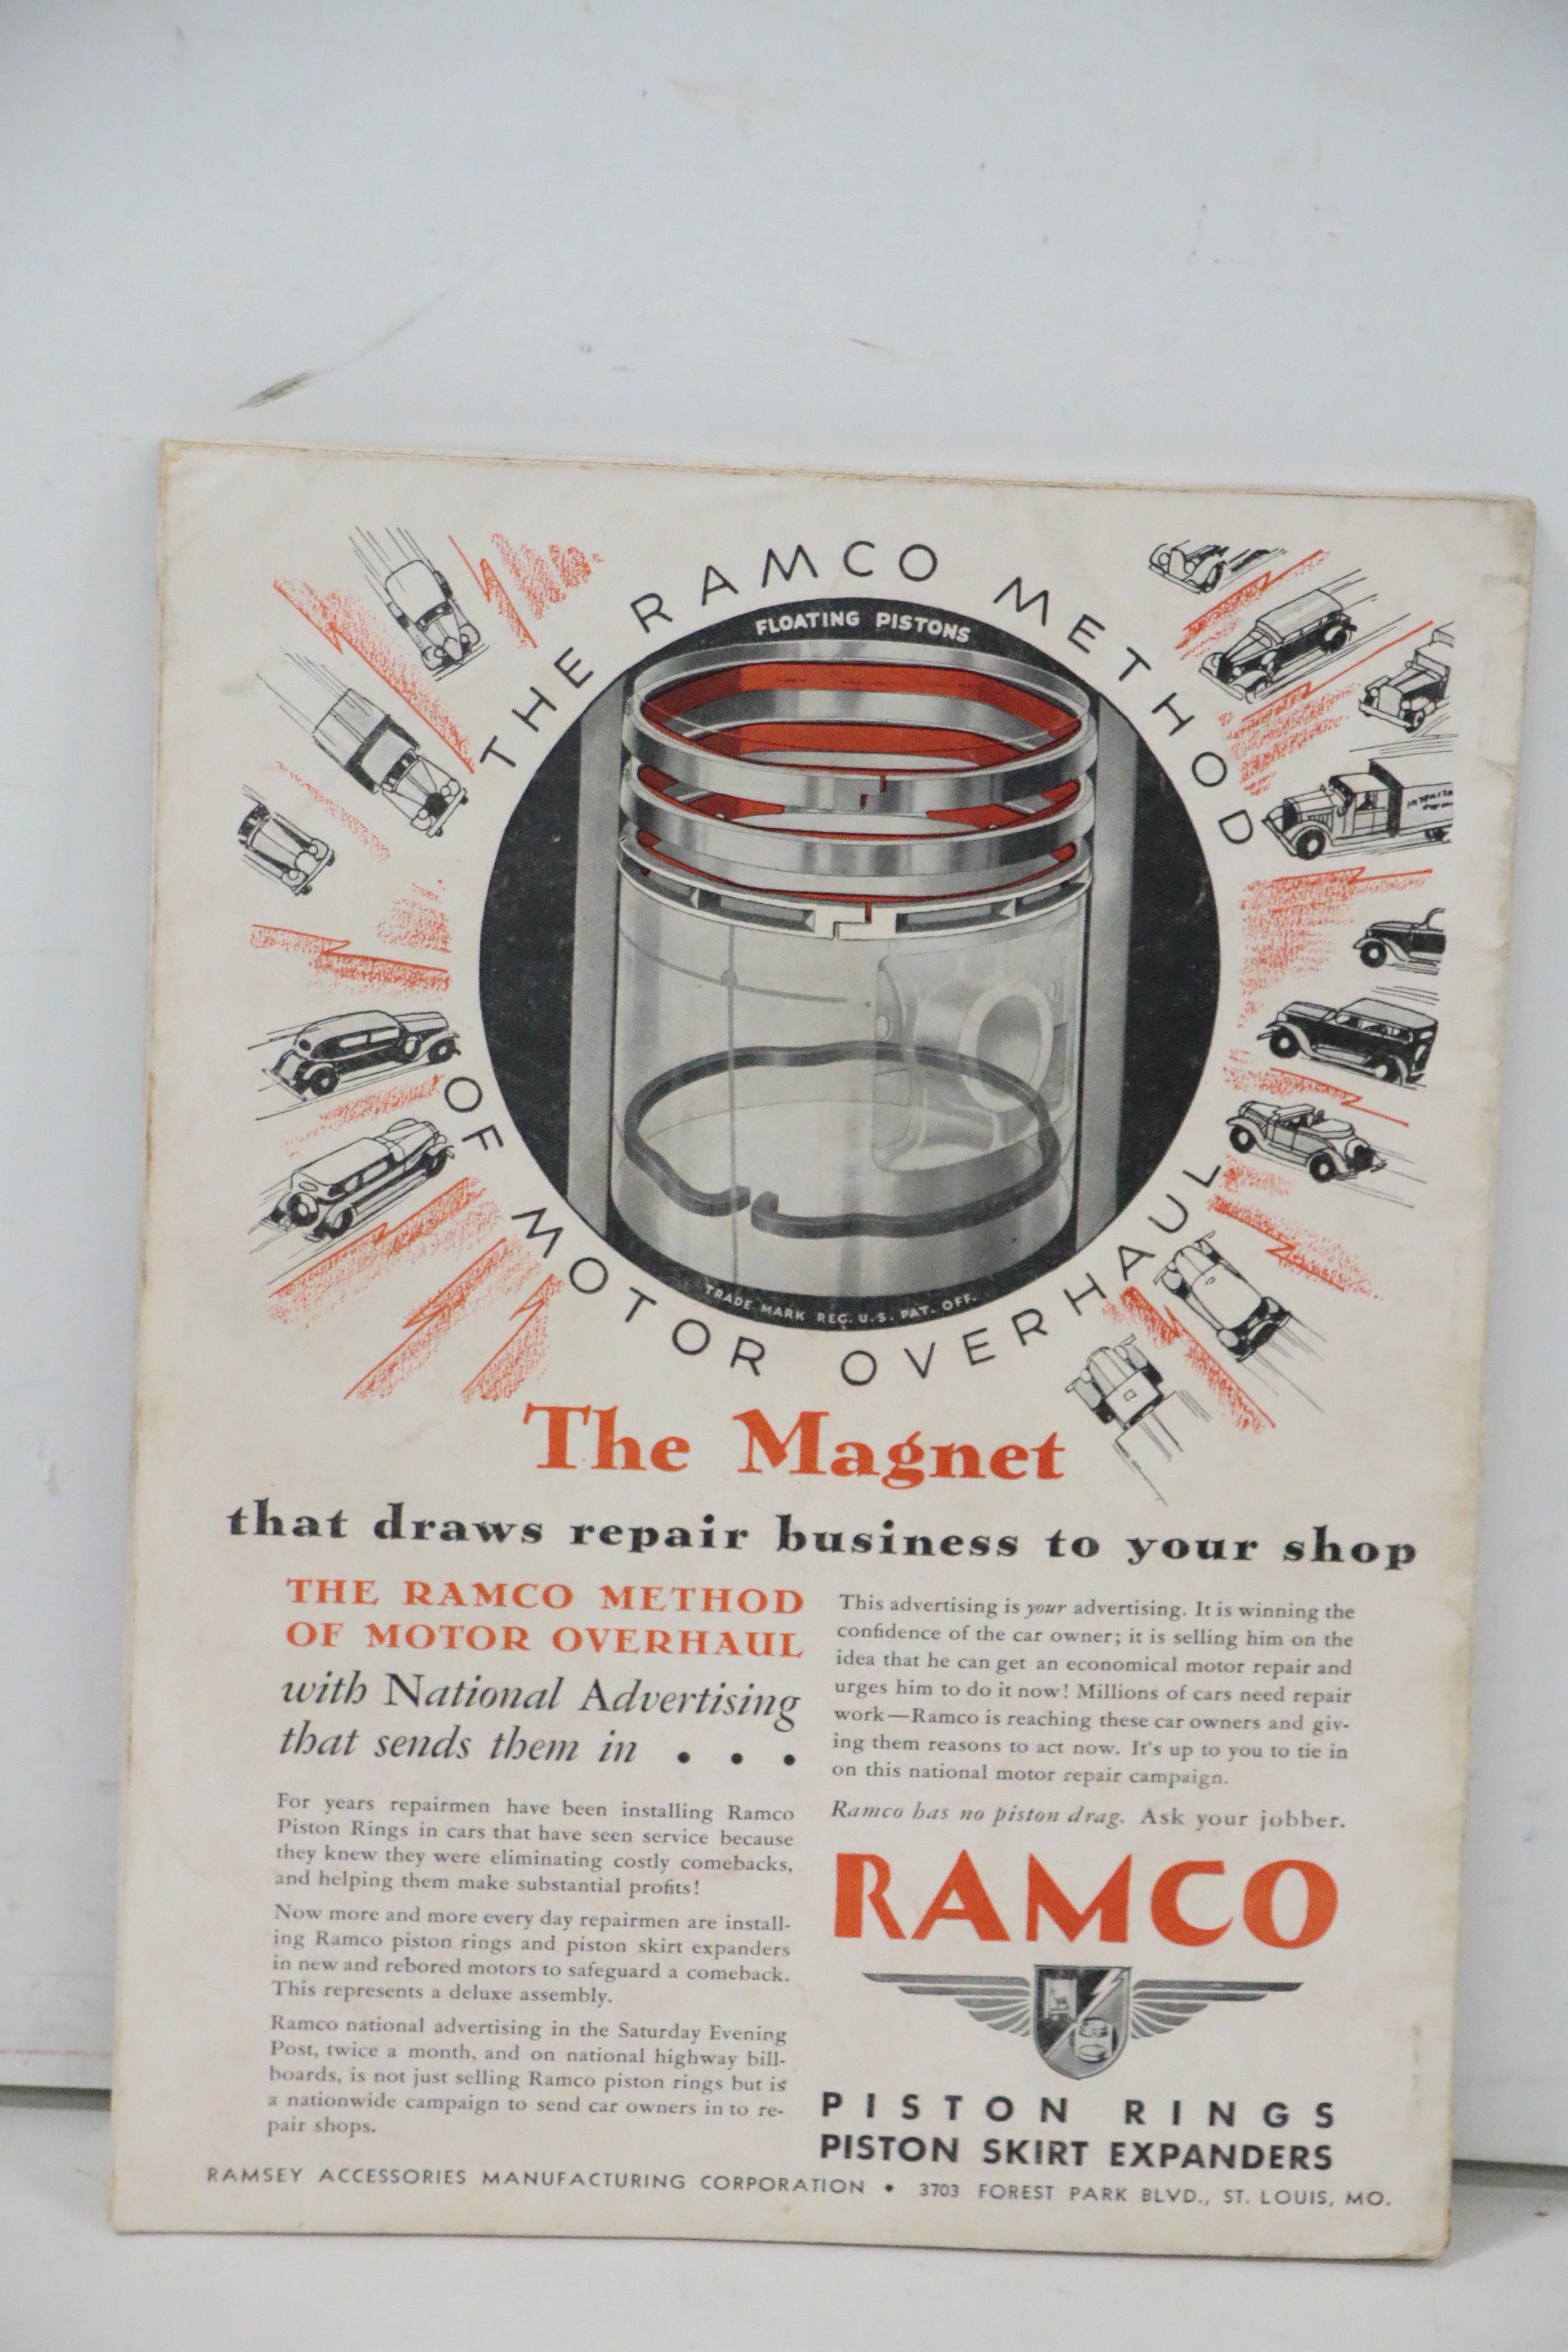 THE RAMCO METHOD
FLOATING PISTONS
TRADE MARK REG. U.S. PAT. OFF.
OF MOTOR OVERHAUL
The Magnet
that draws repair business to your shop
THE RAMCO METHOD
OF MOTOR OVERHAUL
with National Advertising
that sends them in . . .
For years repairmen have been installing Ramco
Piston Rings in cars that have seen service because
they knew they were eliminating costly comebacks,
and helping them make substantial profits!
Now more and more every day repairmen are install-
ing Ramco piston rings and piston skirt expanders
in new and rebored motors to safeguard a comeback.
This represents a deluxe assembly.
Ramco national advertising in the Saturday Evening
Post, twice a month, and on national highway bill-
boards, is not just selling Ramco piston rings but is
a nationwide campaign to send car owners in to re-
pair shops.
This advertising is your advertising. It is winning the
confidence of the car owner; it is selling him on the
idea that he can get an economical motor repair and
urges him to do it now! Millions of cars need repair
work—Ramco is reaching these car owners and giv-
ing them reasons to act now. It's up to you to tie in
on this national motor repair campaign.
Ramco has no piston drag. Ask your jobber.
RAMCO
PISTON RINGS
PISTON SKIRT EXPANDERS
RAMSEY ACCESSORIES MANUFACTURING CORPORATION • 3703 FOREST PARK BLVD., ST. LOUIS, MO.